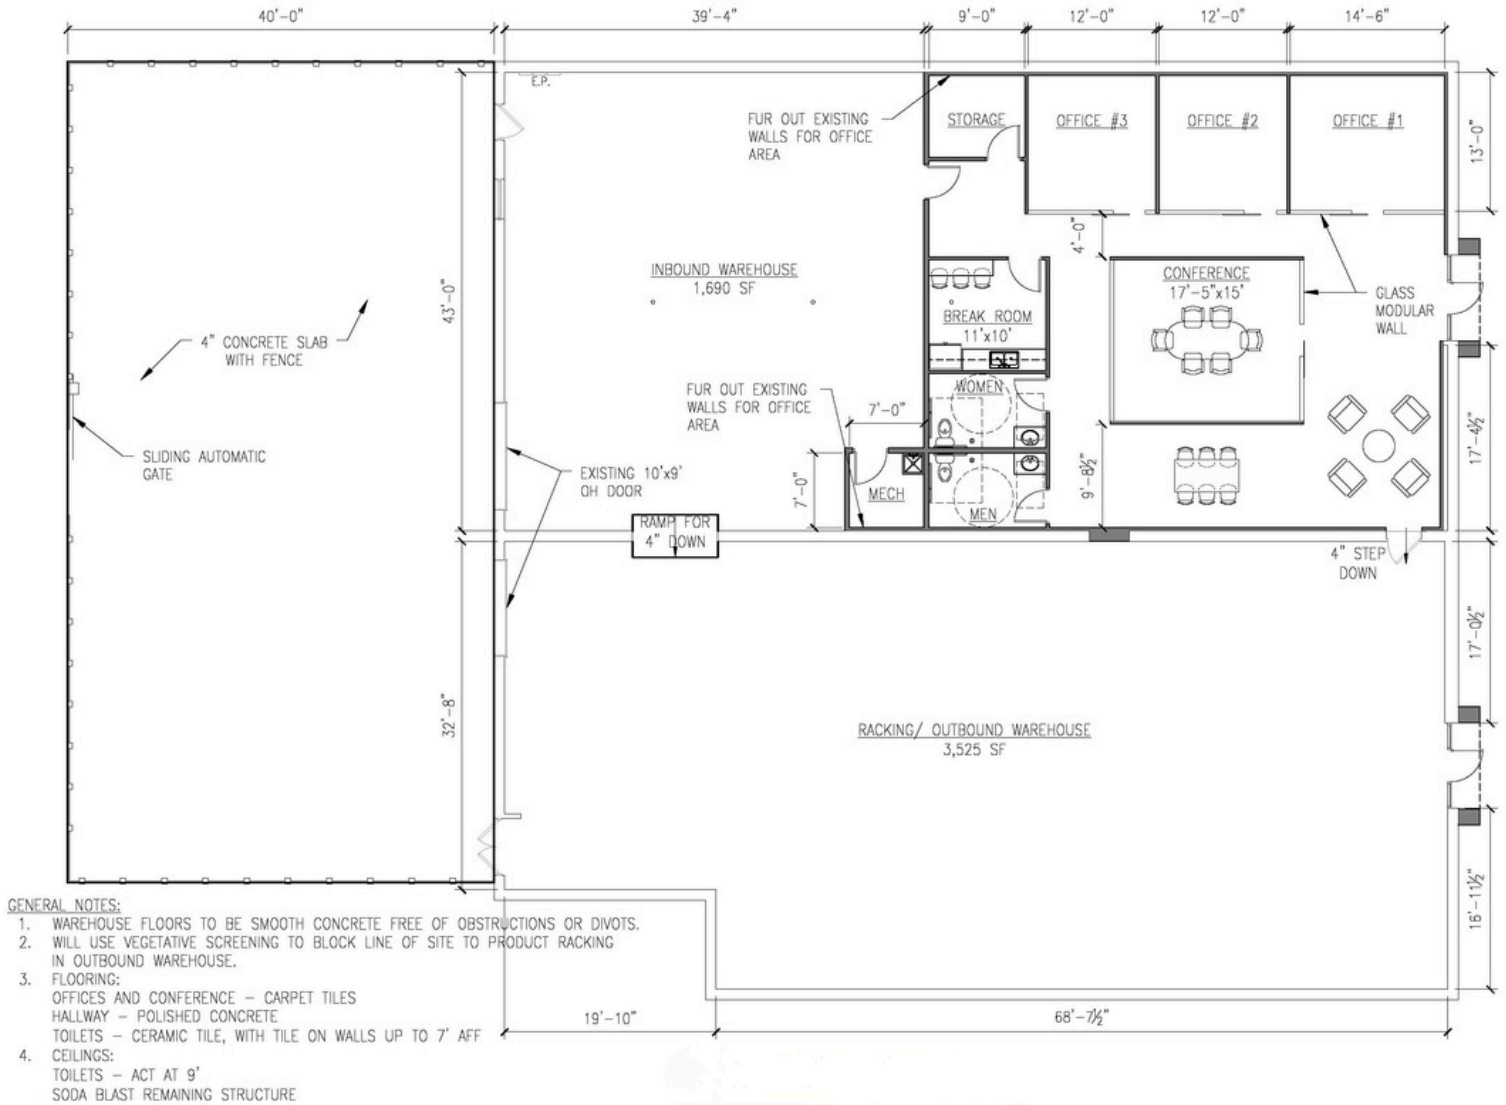 40'-0"
39'-4"
9'-0"
12'-0"
12'-0"
14'-6"
E.P.
FUR OUT EXISTING
WALLS FOR OFFICE
AREA
STORAGE
OFFICE #3
OFFICE #2
OFFICE #1
13'-0"
4'-0"
INBOUND WAREHOUSE
1,690 SF
43'-0"
CONFERENCE
17'-5"x15'
GLASS
MODULAR
WALL
BREAK ROOM
11'x10'
4" CONCRETE SLAB
WITH FENCE
FUR OUT EXISTING
WALLS FOR OFFICE
AREA
WOMEN
7'-0"
17'-4½"
SLIDING AUTOMATIC
GATE
EXISTING 10'x9'
OH DOOR
7'-0"
MECH
9'-8½"
MEN
RAMP FOR
4" DOWN
4" STEP
DOWN
17'-0½"
32'-8"
RACKING/ OUTBOUND WAREHOUSE
3,525 SF
16'-11½"
GENERAL NOTES:
1. WAREHOUSE FLOORS TO BE SMOOTH CONCRETE FREE OF OBSTRUCTIONS OR DIVOTS.
2. WILL USE VEGETATIVE SCREENING TO BLOCK LINE OF SITE TO PRODUCT RACKING
IN OUTBOUND WAREHOUSE.
3. FLOORING:
OFFICES AND CONFERENCE – CARPET TILES
HALLWAY – POLISHED CONCRETE
TOILETS – CERAMIC TILE, WITH TILE ON WALLS UP TO 7' AFF
4. CEILINGS:
TOILETS – ACT AT 9'
SODA BLAST REMAINING STRUCTURE
19'-10"
68'-7½"